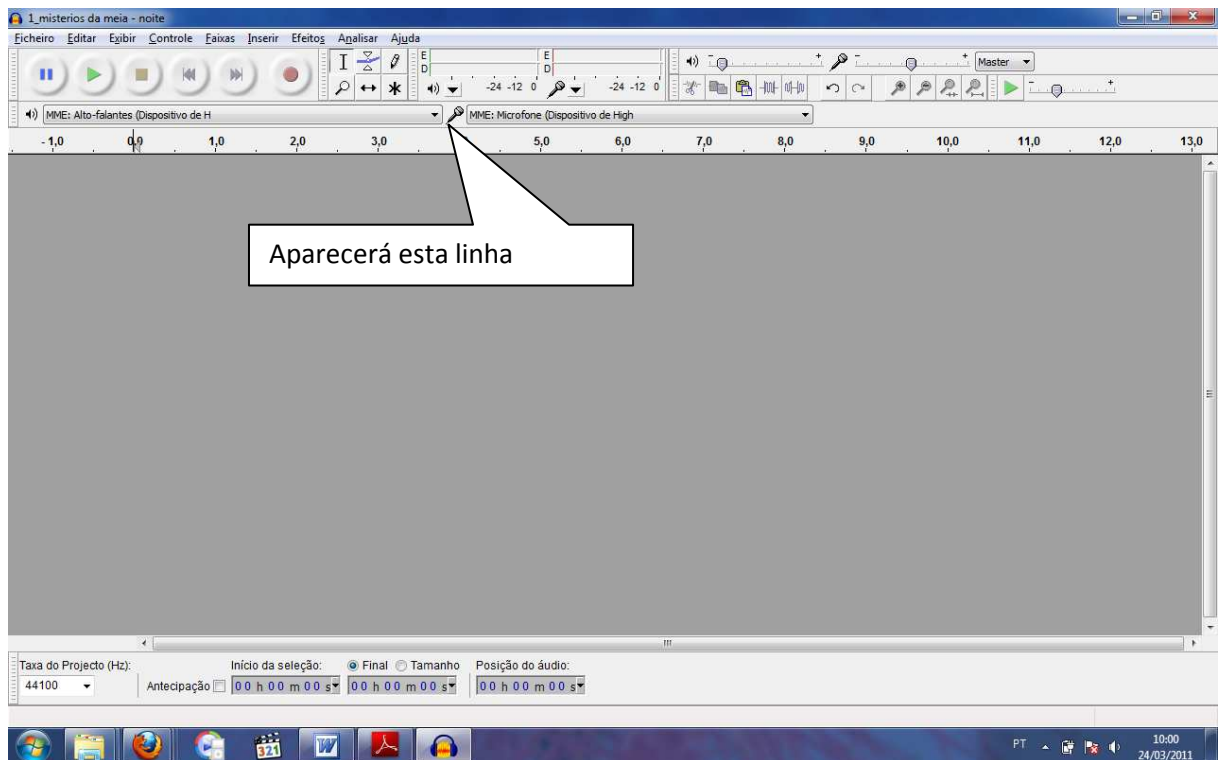 1_misterios da meia - noite
Ficheiro Editar Exibir Controle Faixas Inserir Efeitos Analisar Ajuda
E D E D
-24 -12 0 -24 -12 0
Master
MME: Alto-falantes (Dispositivo de H MME: Microfone (Dispositivo de High
- 1,0 0,0 1,0 2,0 3,0 5,0 6,0 7,0 8,0 9,0 10,0 11,0 12,0 13,0
Aparecerá esta linha
Taxa do Projecto (Hz): Início da seleção: Final Tamanho Posição do áudio:
44100 Antecipação 00 h 00 m 00 s 00 h 00 m 00 s 00 h 00 m 00 s
321 W PT 10:00
24/03/2011